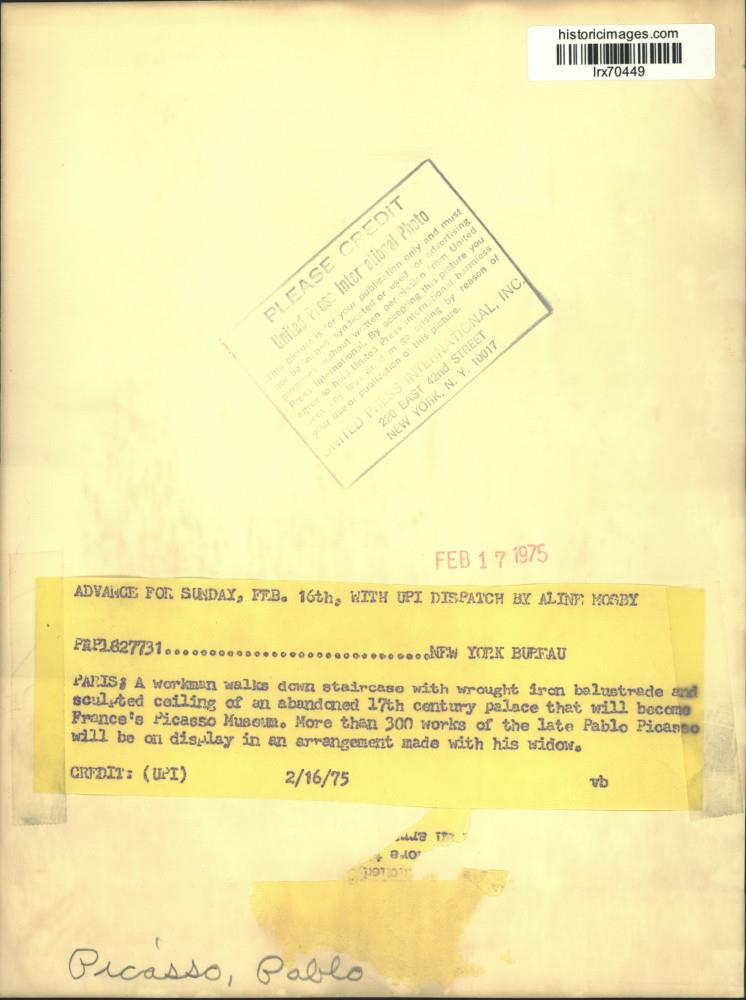 historicimages.com
lrx70449
PLEASE CREDIT
United Press International Photo
This picture is for your publication only and must
not be loaned, syndicated or used for advertising
purposes without written permission from United
Press International. By accepting this picture you
agree to hold United Press International harmless
from any loss or arising by reason of
your use or publication of this picture.
UNITED PRESS INTERNATIONAL, INC.
220 EAST 42nd STREET
NEW YORK, N. Y. 10017
FEB 17 1975
ADVANCE FOR SUNDAY, FEB. 16th, WITH UPI DISPATCH BY ALINE MOSBY
PRP1827731..................................NEW YORK BUREAU
PARIS: A workman walks down staircase with wrought iron balustrade and
sculpted ceiling of an abandoned 17th century palace that will become
France's Picasso Museum. More than 300 works of the late Pablo Picasso
will be on display in an arrangement made with his widow.
CREDIT: (UPI) 2/16/75 vb
Picasso, Pablo